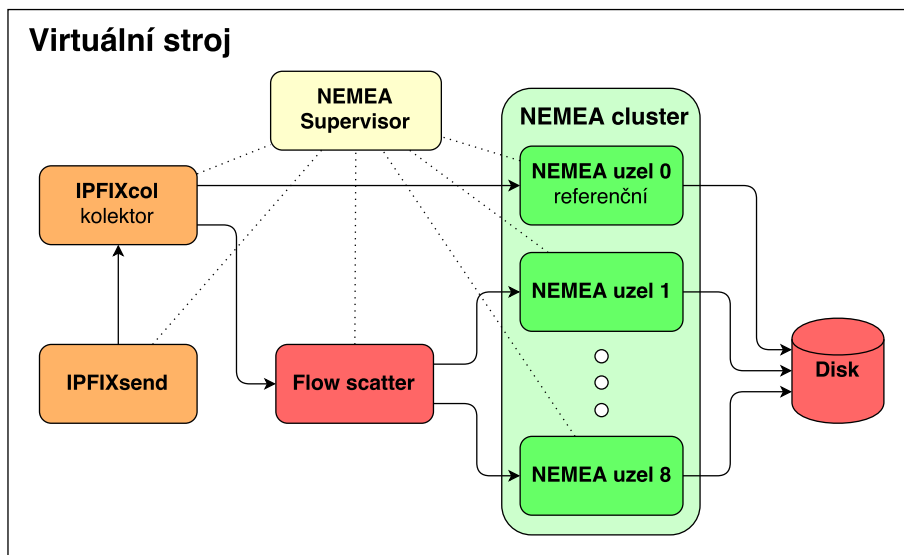 Virtuální stroj
NEMEA
Supervisor
NEMEA cluster
IPFIXcol
kolektor
NEMEA uzel 0
referenční
NEMEA uzel 1
IPFIXsend
Flow scatter
Disk
NEMEA uzel 8